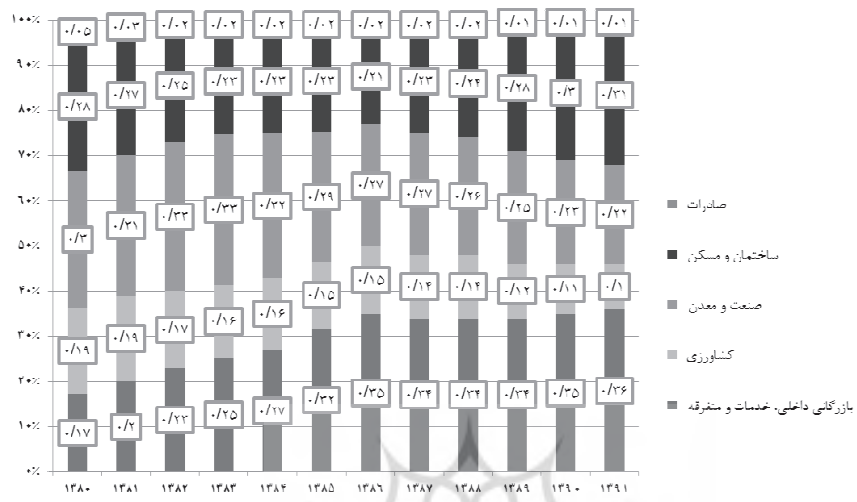 ۱۰۰٪
۰/۰۵ ۰/۰۳ ۰/۰۲ ۰/۰۲ ۰/۰۲ ۰/۰۲ ۰/۰۲ ۰/۰۲ ۰/۰۲ ۰/۰۱ ۰/۰۱ ۰/۰۱
۹۰٪
۰/۲۸ ۰/۲۷ ۰/۲۵ ۰/۲۳ ۰/۲۳ ۰/۲۳ ۰/۲۱ ۰/۲۳ ۰/۲۴ ۰/۲۸ ۰/۳ ۰/۳۱
۸۰٪
۷۰٪
۶۰٪
۰/۳ ۰/۳۱ ۰/۳۳ ۰/۳۳ ۰/۳۲ ۰/۲۹ ۰/۲۷ ۰/۲۷ ۰/۲۶ ۰/۲۵ ۰/۲۳ ۰/۲۲
۵۰٪
۴۰٪
۰/۱۹ ۰/۱۹ ۰/۱۷ ۰/۱۶ ۰/۱۶ ۰/۱۵ ۰/۱۵ ۰/۱۴ ۰/۱۴ ۰/۱۲ ۰/۱۱ ۰/۱
۳۰٪
۲۰٪
۰/۱۷ ۰/۲ ۰/۲۳ ۰/۲۵ ۰/۲۷ ۰/۳۲ ۰/۳۵ ۰/۳۴ ۰/۳۴ ۰/۳۴ ۰/۳۵ ۰/۳۶
۱۰٪
۰٪
۱۳۸۰ ۱۳۸۱ ۱۳۸۲ ۱۳۸۳ ۱۳۸۴ ۱۳۸۵ ۱۳۸۶ ۱۳۸۷ ۱۳۸۸ ۱۳۸۹ ۱۳۹۰ ۱۳۹۱
صادرات
ساختمان و مسکن
صنعت و معدن
کشاورزی
بازرگانی داخلی، خدمات و متفرقه